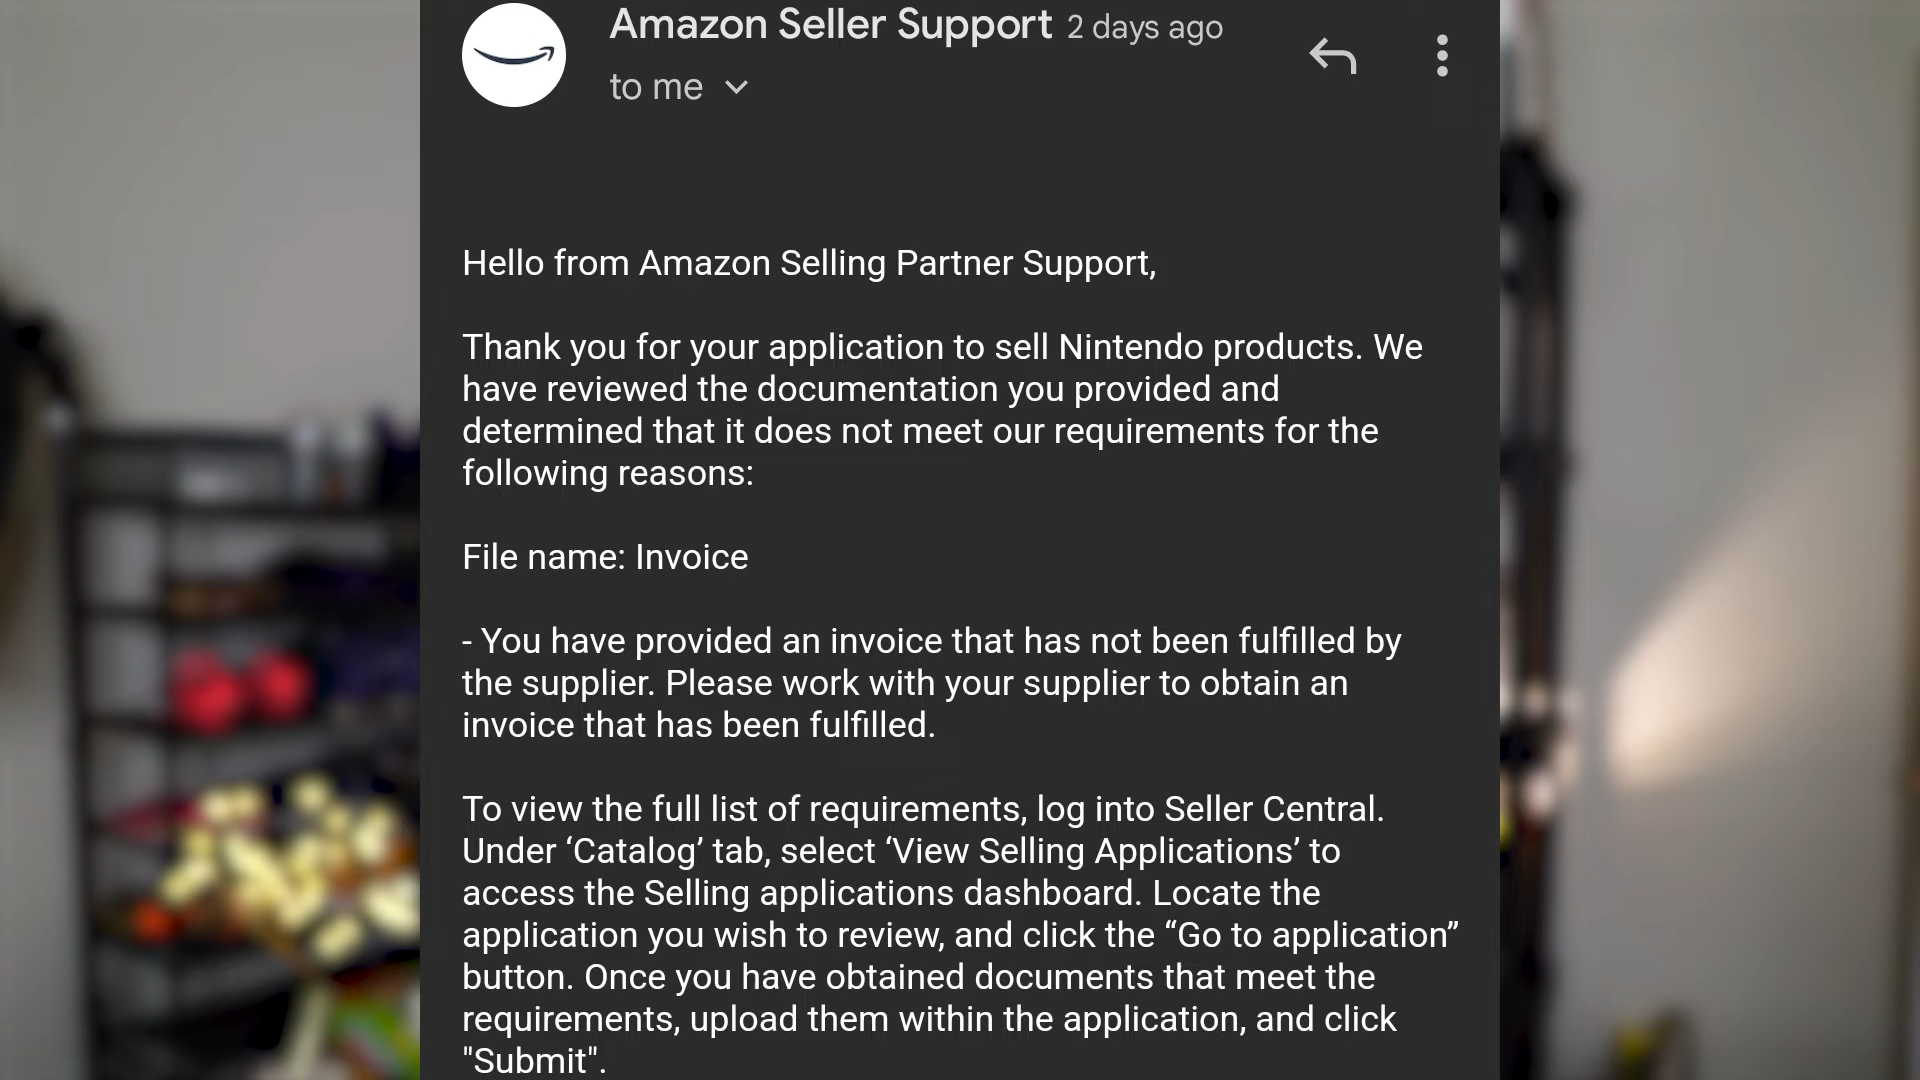 Amazon Seller Support 2 days ago
to me
Hello from Amazon Selling Partner Support,
Thank you for your application to sell Nintendo products. We
have reviewed the documentation you provided and
determined that it does not meet our requirements for the
following reasons:
File name: Invoice
- You have provided an invoice that has not been fulfilled by
the supplier. Please work with your supplier to obtain an
invoice that has been fulfilled.
To view the full list of requirements, log into Seller Central.
Under ‘Catalog’ tab, select ‘View Selling Applications’ to
access the Selling applications dashboard. Locate the
application you wish to review, and click the “Go to application”
button. Once you have obtained documents that meet the
requirements, upload them within the application, and click
"Submit".